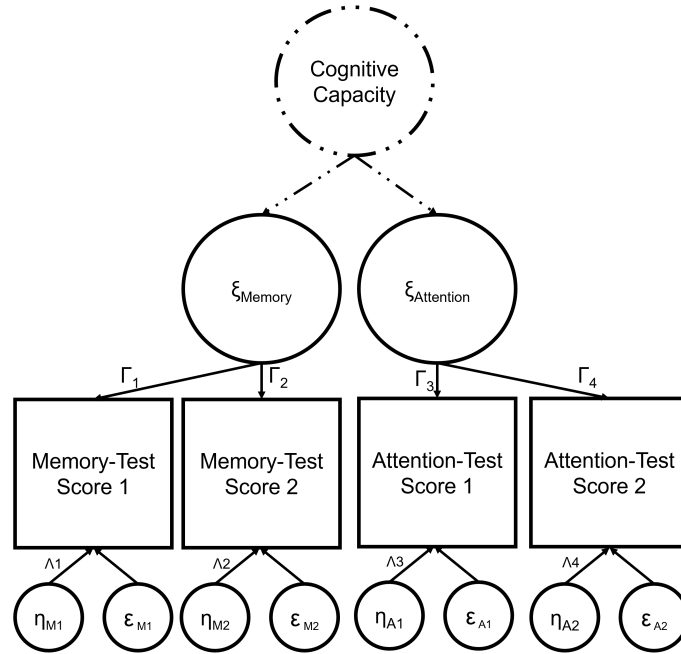 Cognitive
Capacity
ξMemory
ξAttention
Γ1
Γ2
Γ3
Γ4
Memory-Test
Score 1
Memory-Test
Score 2
Attention-Test
Score 1
Attention-Test
Score 2
Λ1
Λ2
Λ3
Λ4
ηM1
εM1
ηM2
εM2
ηA1
εA1
ηA2
εA2